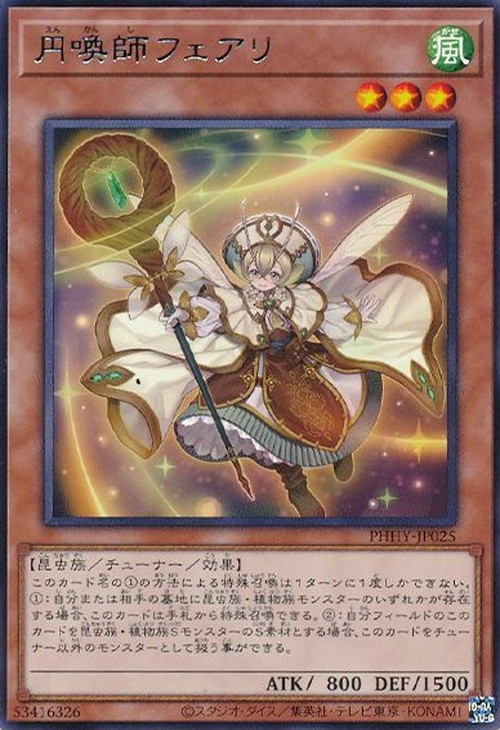 円喚師フェアリ
風
PHHY-JP025
【昆虫族／チューナー／効果】
このカード名の①の方法による特殊召喚は1ターンに1度しかできない。
①：自分または相手の墓地に昆虫族・植物族モンスターのいずれかが存在
する場合、このカードは手札から特殊召喚できる。②：自分フィールドのこの
カードを昆虫族・植物族SモンスターのS素材とする場合、このカードをチュー
ナー以外のモンスターとして扱う事ができる。
ATK/ 800 DEF/1500
53416326 ©スタジオ・ダイス／集英社・テレビ東京・KONAMI